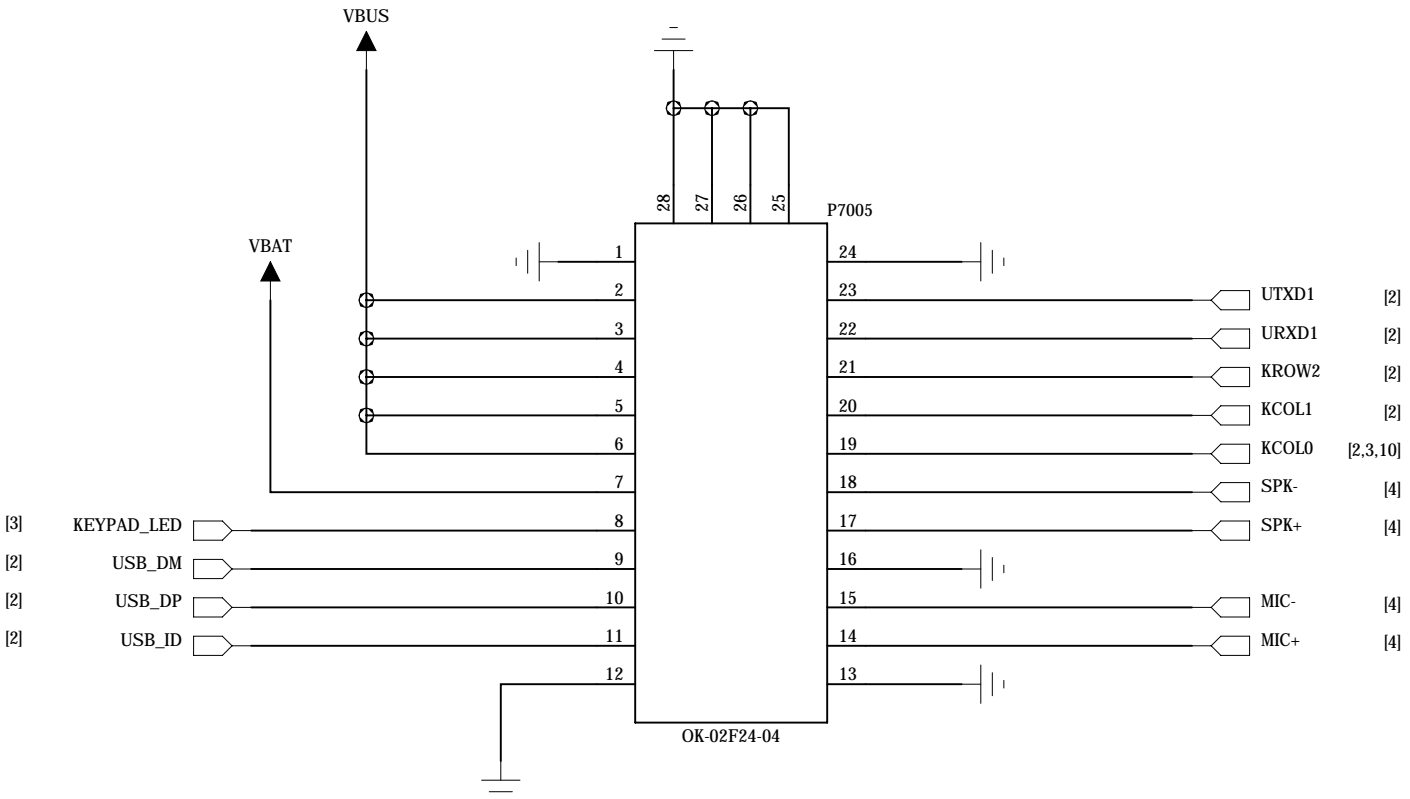 VBUS
28 27 26 25
P7005
VBAT
1 24
2 23 UTXD1 [2]
3 22 URXD1 [2]
4 21 KROW2 [2]
5 20 KCOL1 [2]
6 19 KCOL0 [2,3,10]
7 18 SPK- [4]
[3] KEYPAD_LED 8 17 SPK+ [4]
[2] USB_DM 9 16
[2] USB_DP 10 15 MIC- [4]
[2] USB_ID 11 14 MIC+ [4]
12 13
OK-02F24-04